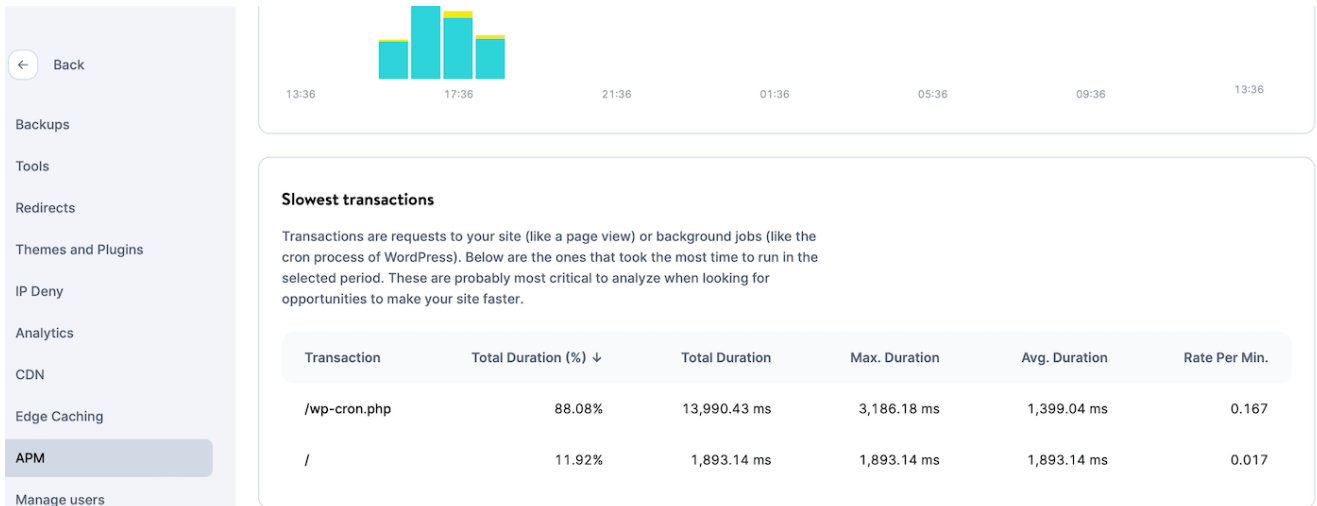 Back
Backups
Tools
Redirects
Themes and Plugins
IP Deny
Analytics
CDN
Edge Caching
APM
Manage users
13:36 17:36 21:36 01:36 05:36 09:36 13:36
Slowest transactions
Transactions are requests to your site (like a page view) or background jobs (like the
cron process of WordPress). Below are the ones that took the most time to run in the
selected period. These are probably most critical to analyze when looking for
opportunities to make your site faster.
Transaction Total Duration (%) ↓ Total Duration Max. Duration Avg. Duration Rate Per Min.
/wp-cron.php 88.08% 13,990.43 ms 3,186.18 ms 1,399.04 ms 0.167
/ 11.92% 1,893.14 ms 1,893.14 ms 1,893.14 ms 0.017